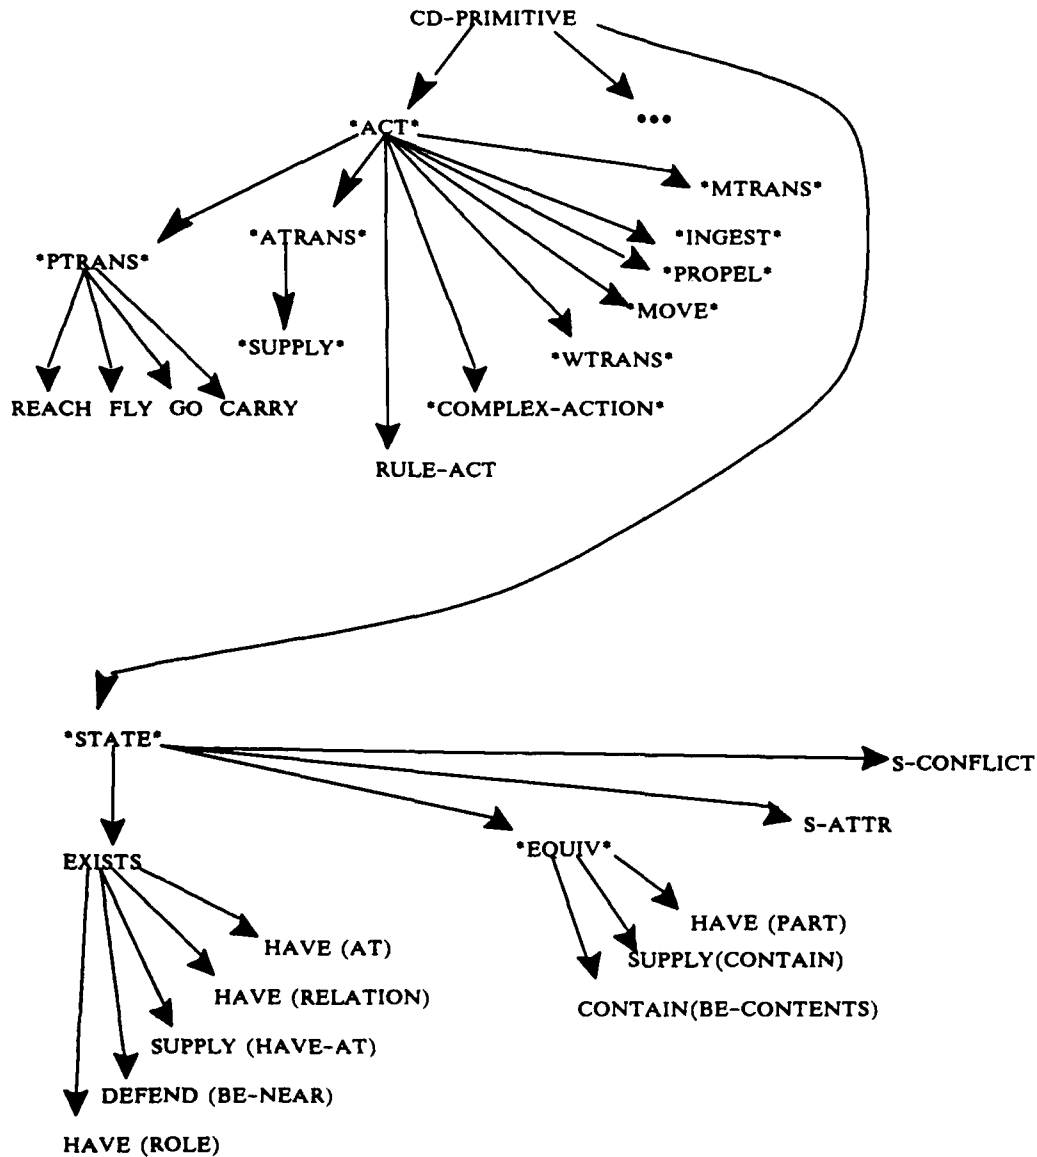 CD-PRIMITIVE
*ACT*
•••
*MTRANS*
*ATRANS*
*INGEST*
*PTRANS*
*PROPEL*
*MOVE*
*SUPPLY*
*WTRANS*
REACH FLY GO CARRY
*COMPLEX-ACTION*
RULE-ACT
*STATE*
S-CONFLICT
S-ATTR
*EQUIV*
EXISTS
HAVE (PART)
HAVE (AT)
SUPPLY(CONTAIN)
HAVE (RELATION)
CONTAIN(BE-CONTENTS)
SUPPLY (HAVE-AT)
DEFEND (BE-NEAR)
HAVE (ROLE)